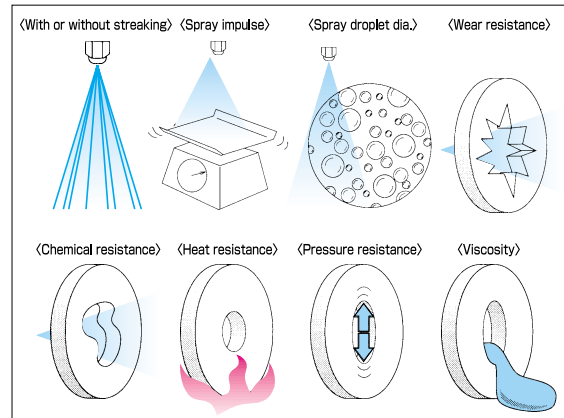 〈With or without streaking〉 〈Spray impulse〉 〈Spray droplet dia.〉 〈Wear resistance〉
〈Chemical resistance〉 〈Heat resistance〉 〈Pressure resistance〉 〈Viscosity〉